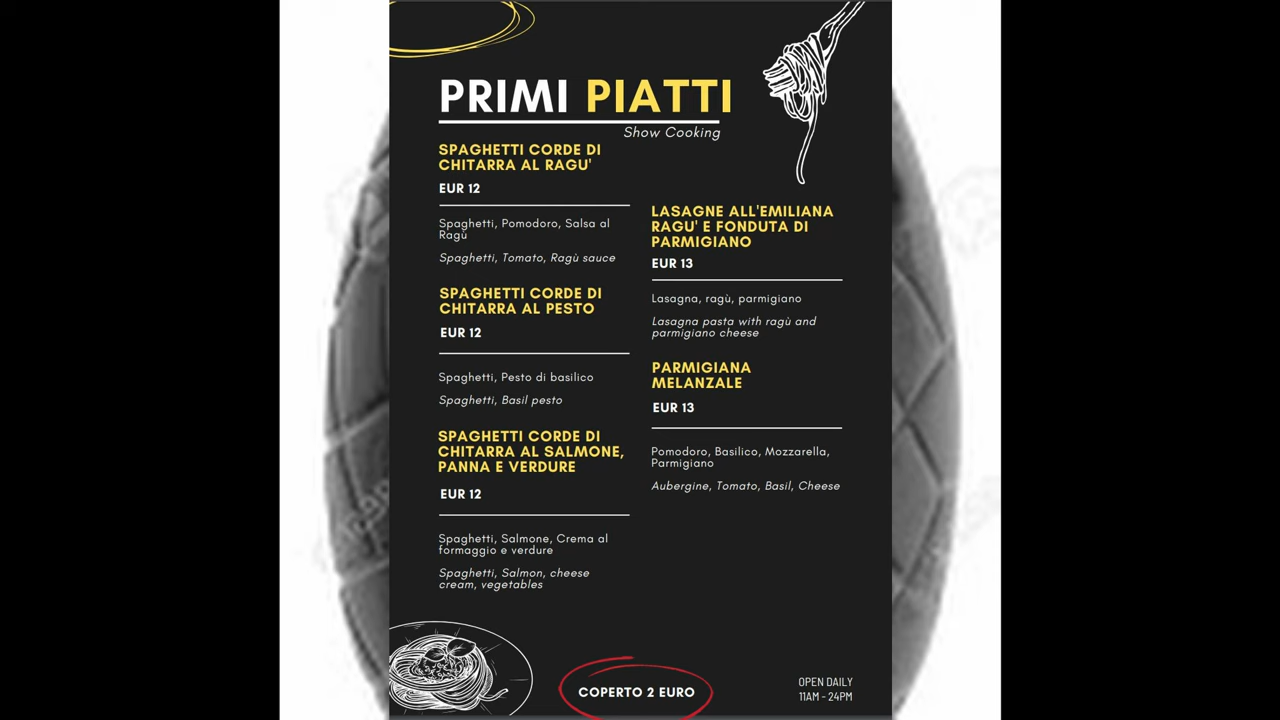 PRIMI PIATTI
Show Cooking
SPAGHETTI CORDE DI
CHITARRA AL RAGU'
EUR 12
Spaghetti, Pomodoro, Salsa al
Ragù
Spaghetti, Tomato, Ragù sauce
SPAGHETTI CORDE DI
CHITARRA AL PESTO
EUR 12
Spaghetti, Pesto di basilico
Spaghetti, Basil pesto
SPAGHETTI CORDE DI
CHITARRA AL SALMONE,
PANNA E VERDURE
EUR 12
Spaghetti, Salmone, Crema al
formaggio e verdure
Spaghetti, Salmon, cheese
cream, vegetables
LASAGNE ALL'EMILIANA
RAGU' E FONDUTA DI
PARMIGIANO
EUR 13
Lasagna, ragù, parmigiano
Lasagna pasta with ragù and
parmigiano cheese
PARMIGIANA
MELANZALE
EUR 13
Pomodoro, Basilico, Mozzarella,
Parmigiano
Aubergine, Tomato, Basil, Cheese
COPERTO 2 EURO
OPEN DAILY
11AM - 24PM